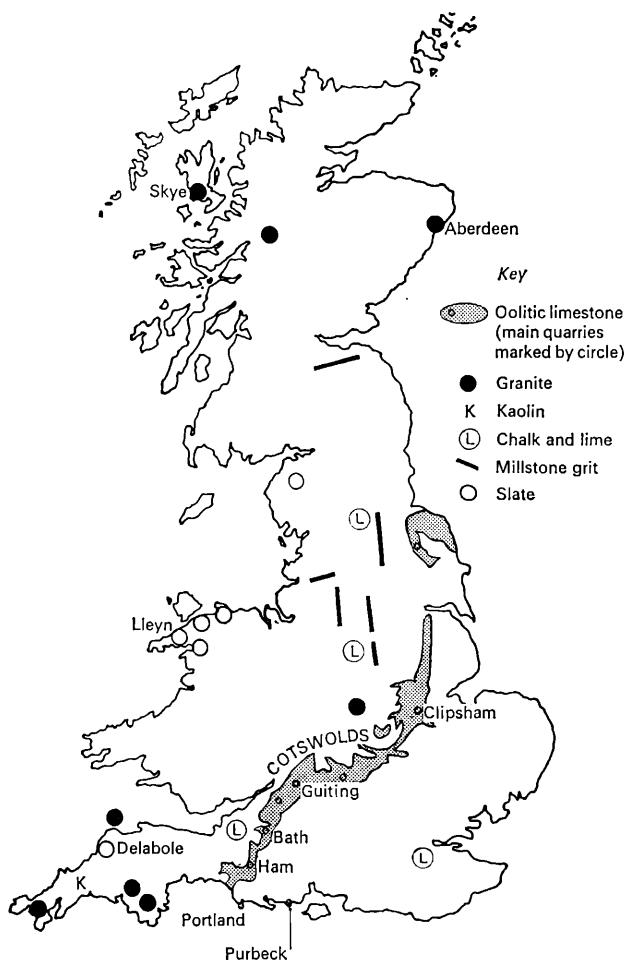 Skye
Aberdeen
Key
Oolitic limestone
(main quarries
marked by circle)
Granite
K Kaolin
L Chalk and lime
Millstone grit
Slate
L
Lleyn
L
Clipsham
COTSWOLDS
Guiting
L
Bath
Delabole
L
Ham
K
Portland
Purbeck